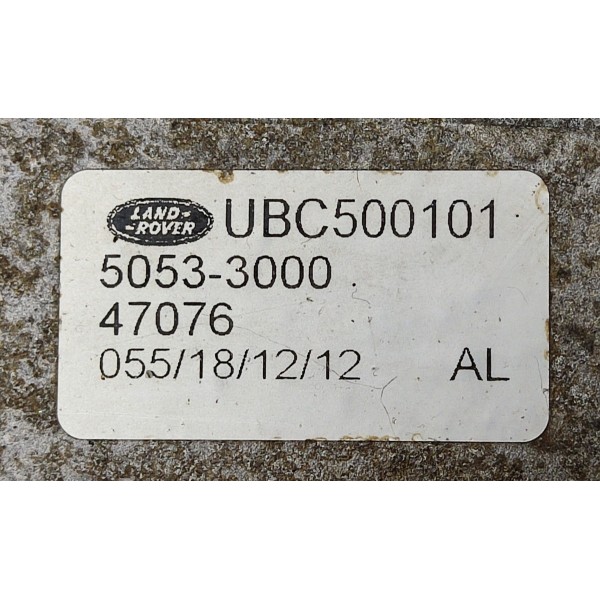 LAND-
-ROVER
UBC500101
5053-3000
47076
055/18/12/12 AL